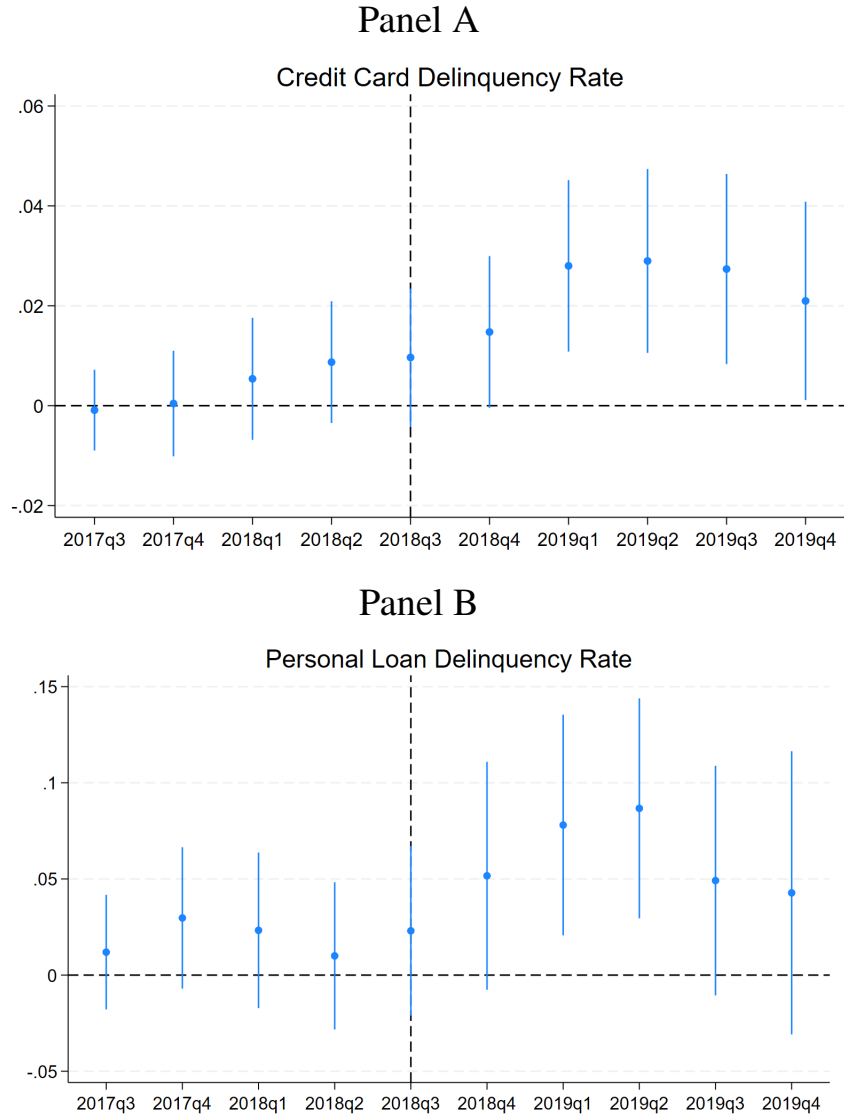 Panel A
Credit Card Delinquency Rate
.06
.04
.02
0
-.02
2017q3 2017q4 2018q1 2018q2 2018q3 2018q4 2019q1 2019q2 2019q3 2019q4
Panel B
Personal Loan Delinquency Rate
.15
.1
.05
0
-.05
2017q3 2017q4 2018q1 2018q2 2018q3 2018q4 2019q1 2019q2 2019q3 2019q4